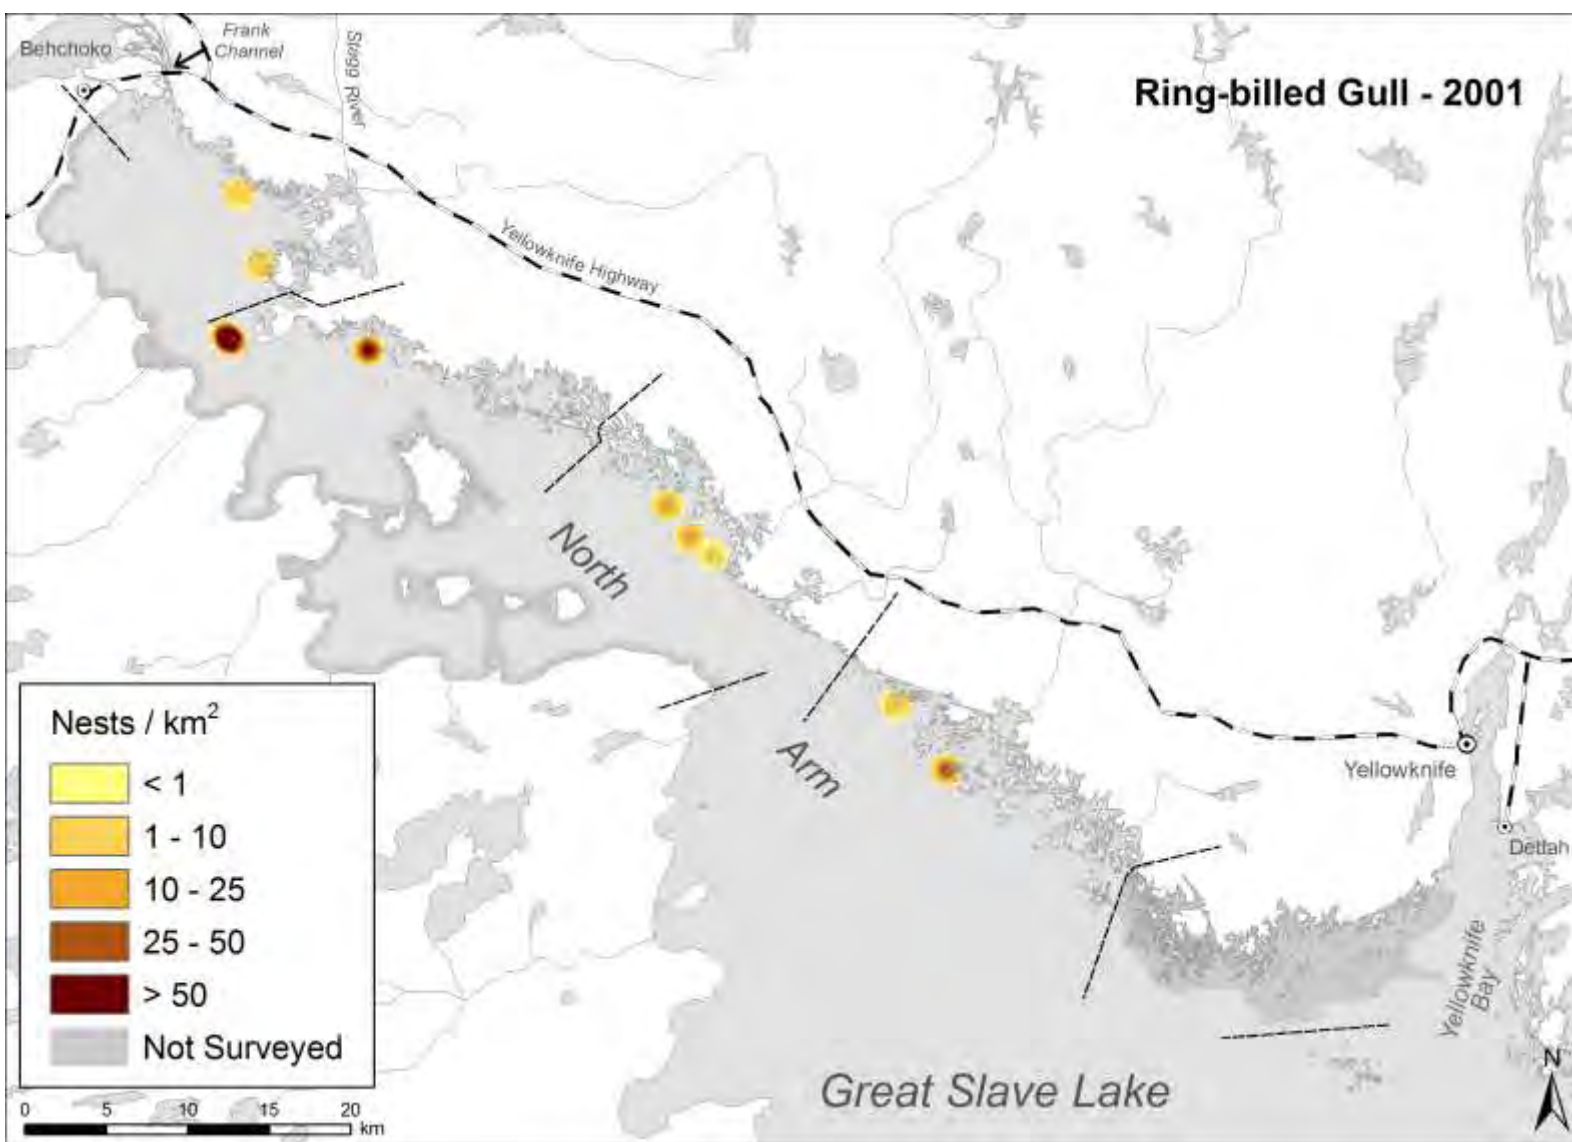 Frank
Channel
Behchoko
Stagg River
Ring-billed Gull - 2001
Yellowknife Highway
North
Arm
Yellowknife
Dettah
Yellowknife
Bay
Great Slave Lake
N
Nests / km²
< 1
1 - 10
10 - 25
25 - 50
> 50
Not Surveyed
0 5 10 15 20
km